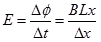 E = Δϕ/Δt = BLx/Δx